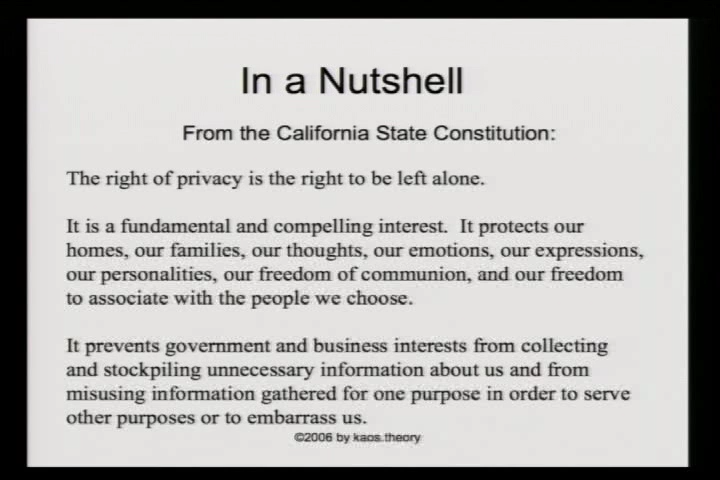 In a Nutshell
From the California State Constitution:
The right of privacy is the right to be left alone.
It is a fundamental and compelling interest. It protects our
homes, our families, our thoughts, our emotions, our expressions,
our personalities, our freedom of communion, and our freedom
to associate with the people we choose.
It prevents government and business interests from collecting
and stockpiling unnecessary information about us and from
misusing information gathered for one purpose in order to serve
other purposes or to embarrass us.
©2006 by kaos.theory